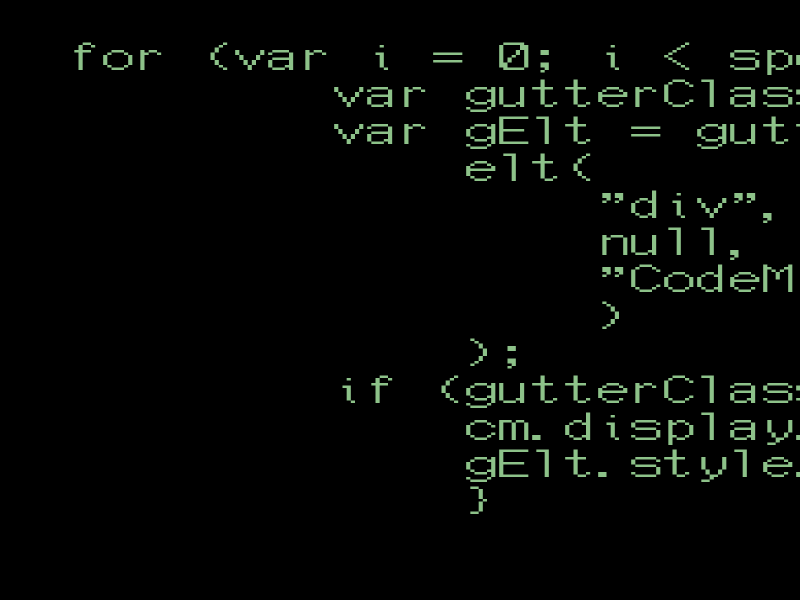 for (var i = 0; i < spe
var gutterClass
var gElt = gutt
elt(
"div",
null,
"CodeM
)
);
if (gutterClass
cm.display.
gElt.style.
}